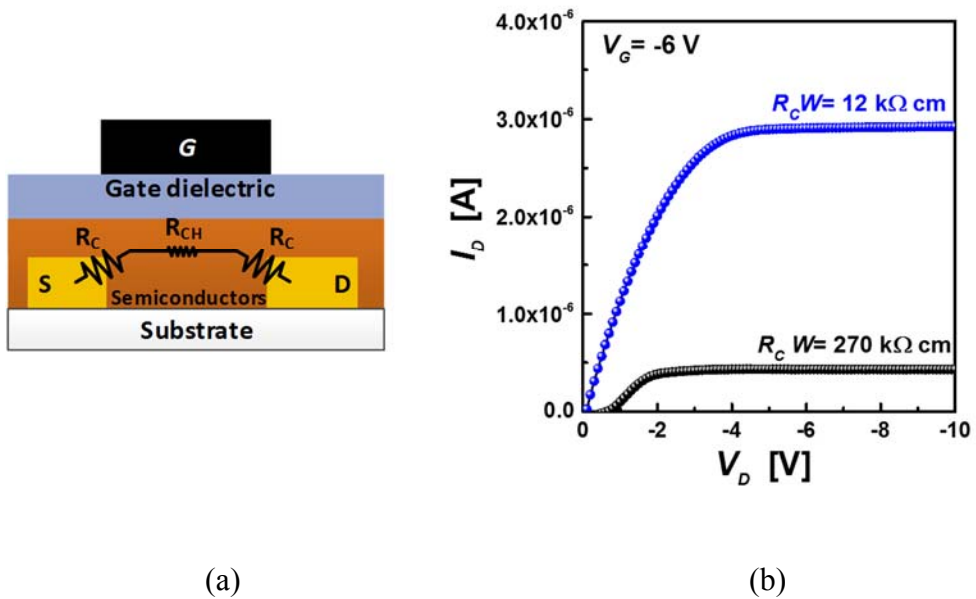 G
Gate dielectric
R_C
R_CH
R_C
S
Semiconductors
D
Substrate
(a)
4.0x10⁻⁶
3.0x10⁻⁶
2.0x10⁻⁶
1.0x10⁻⁶
0.0
I_D [A]
V_G= -6 V
R_C W= 12 kΩ cm
R_C W= 270 kΩ cm
0 -2 -4 -6 -8 -10
V_D [V]
(b)